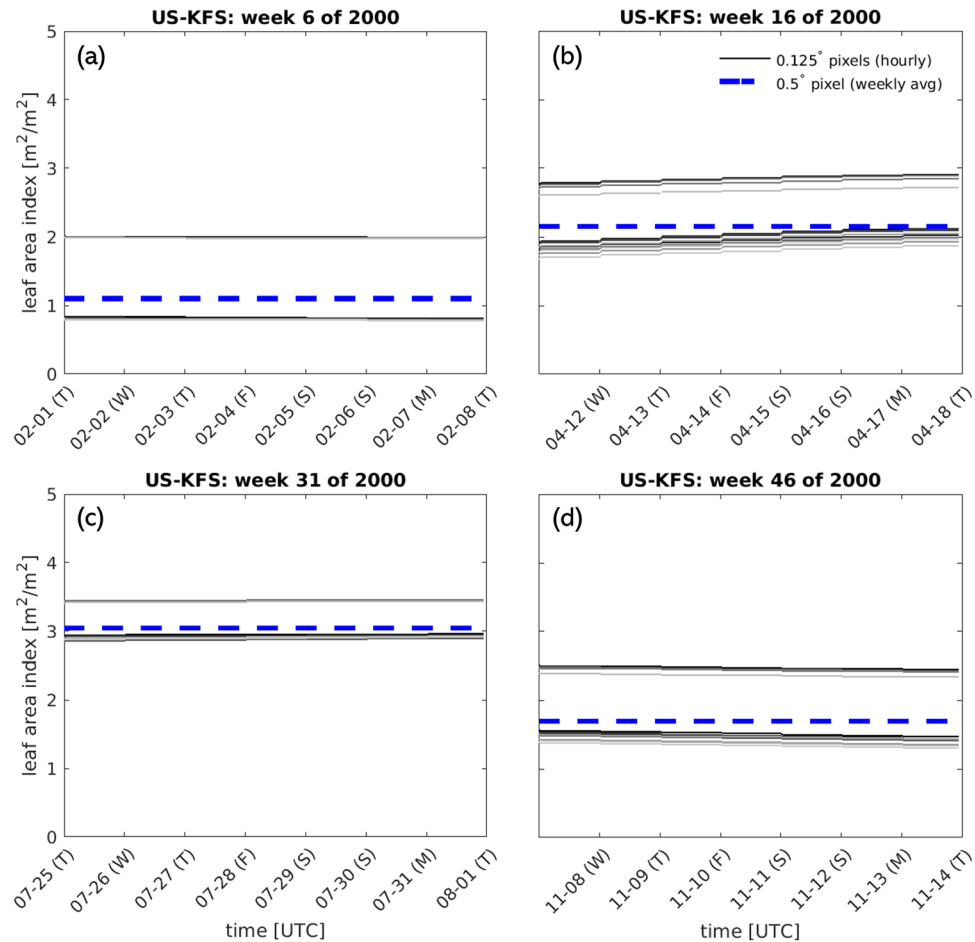 US-KFS: week 6 of 2000
(a)
leaf area index [m²/m²]
5
4
3
2
1
0
02-01 (T)
02-02 (W)
02-03 (T)
02-04 (F)
02-05 (S)
02-06 (S)
02-07 (M)
02-08 (T)
US-KFS: week 16 of 2000
(b)
0.125° pixels (hourly)
0.5° pixel (weekly avg)
04-12 (W)
04-13 (T)
04-14 (F)
04-15 (S)
04-16 (S)
04-17 (M)
04-18 (T)
US-KFS: week 31 of 2000
(c)
leaf area index [m²/m²]
5
4
3
2
1
0
07-25 (T)
07-26 (W)
07-27 (T)
07-28 (F)
07-29 (S)
07-30 (S)
07-31 (M)
08-01 (T)
time [UTC]
US-KFS: week 46 of 2000
(d)
11-08 (W)
11-09 (T)
11-10 (F)
11-11 (S)
11-12 (S)
11-13 (M)
11-14 (T)
time [UTC]